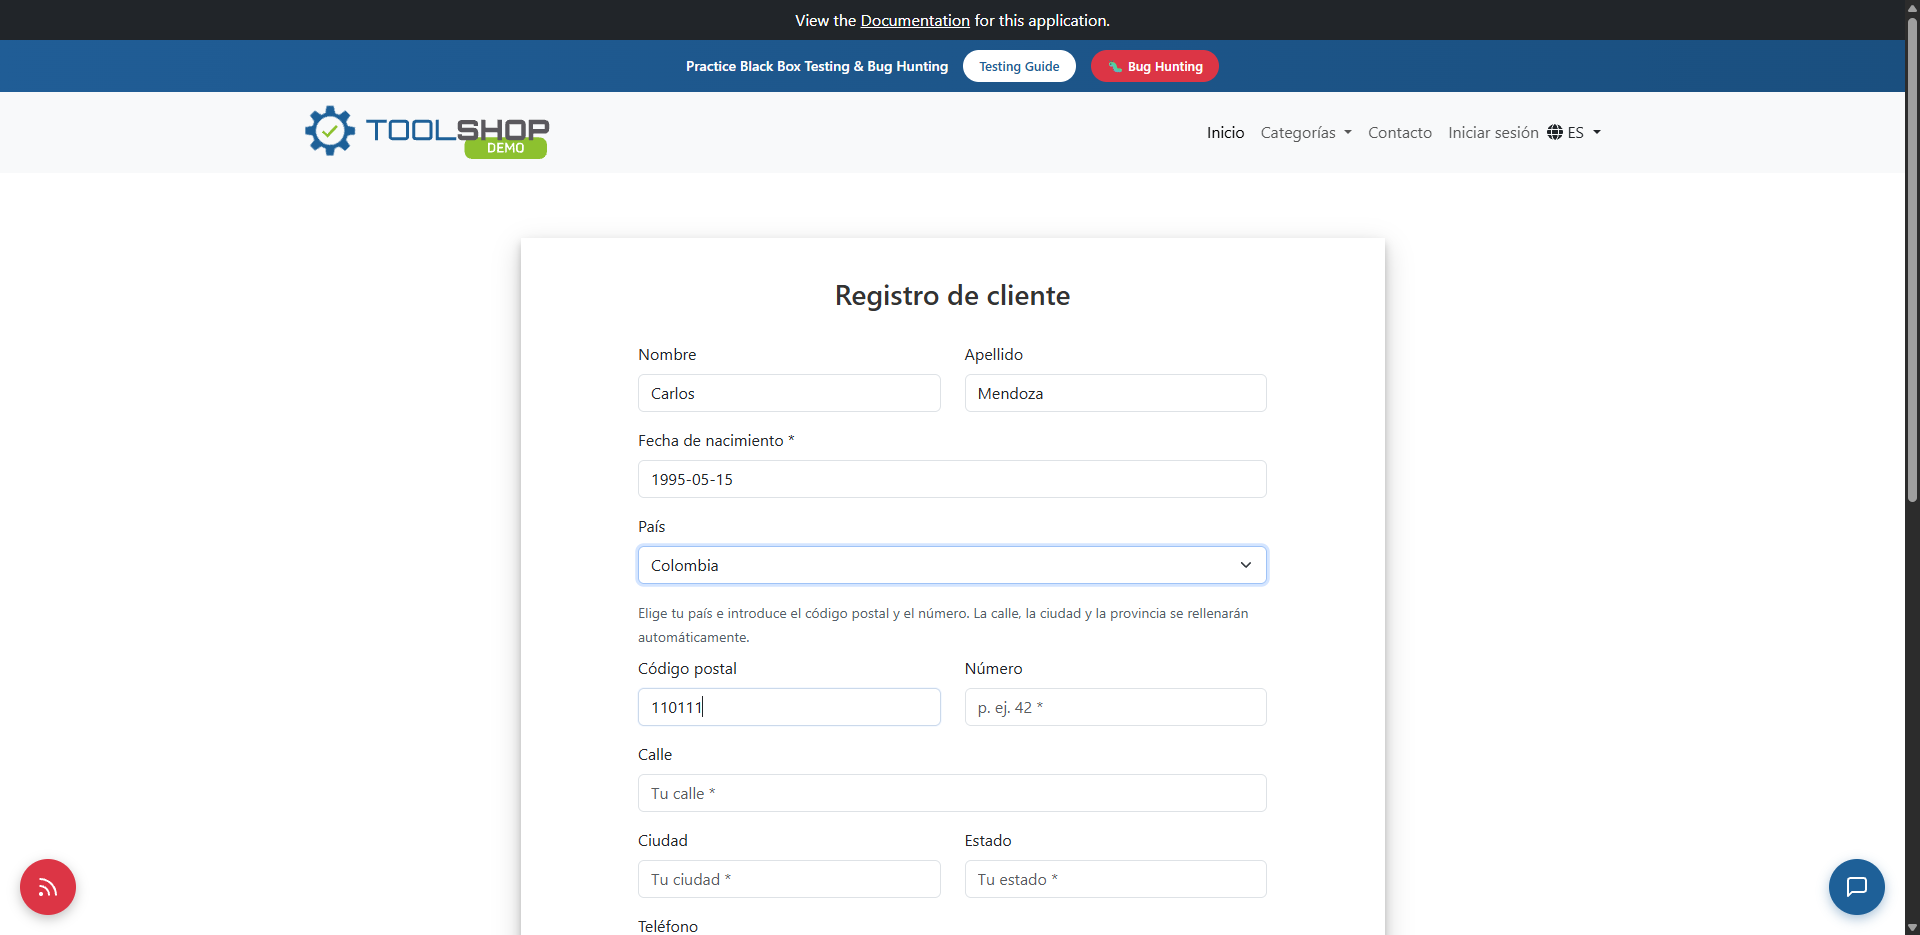 View the Documentation for this application.
Practice Black Box Testing & Bug Hunting Testing Guide Bug Hunting
TOOLSHOP
DEMO
Inicio Categorías Contacto Iniciar sesión ES
Registro de cliente
Nombre Apellido
Carlos Mendoza
Fecha de nacimiento *
1995-05-15
País
Colombia
Elige tu país e introduce el código postal y el número. La calle, la ciudad y la provincia se rellenarán
automáticamente.
Código postal Número
110111 p. ej. 42 *
Calle
Tu calle *
Ciudad Estado
Tu ciudad * Tu estado *
Teléfono